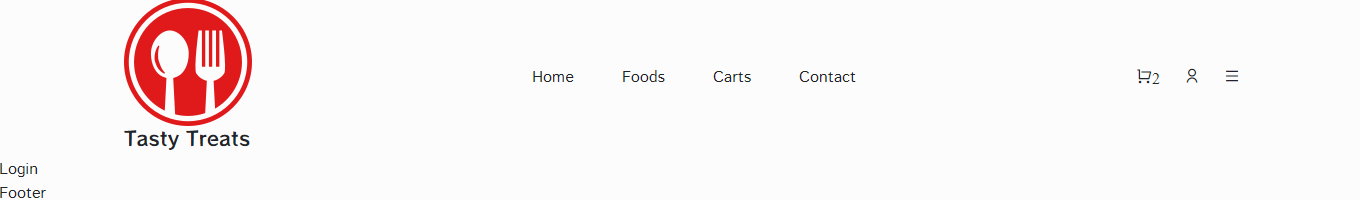 Home Foods Carts Contact 2
Tasty Treats
Login
Footer